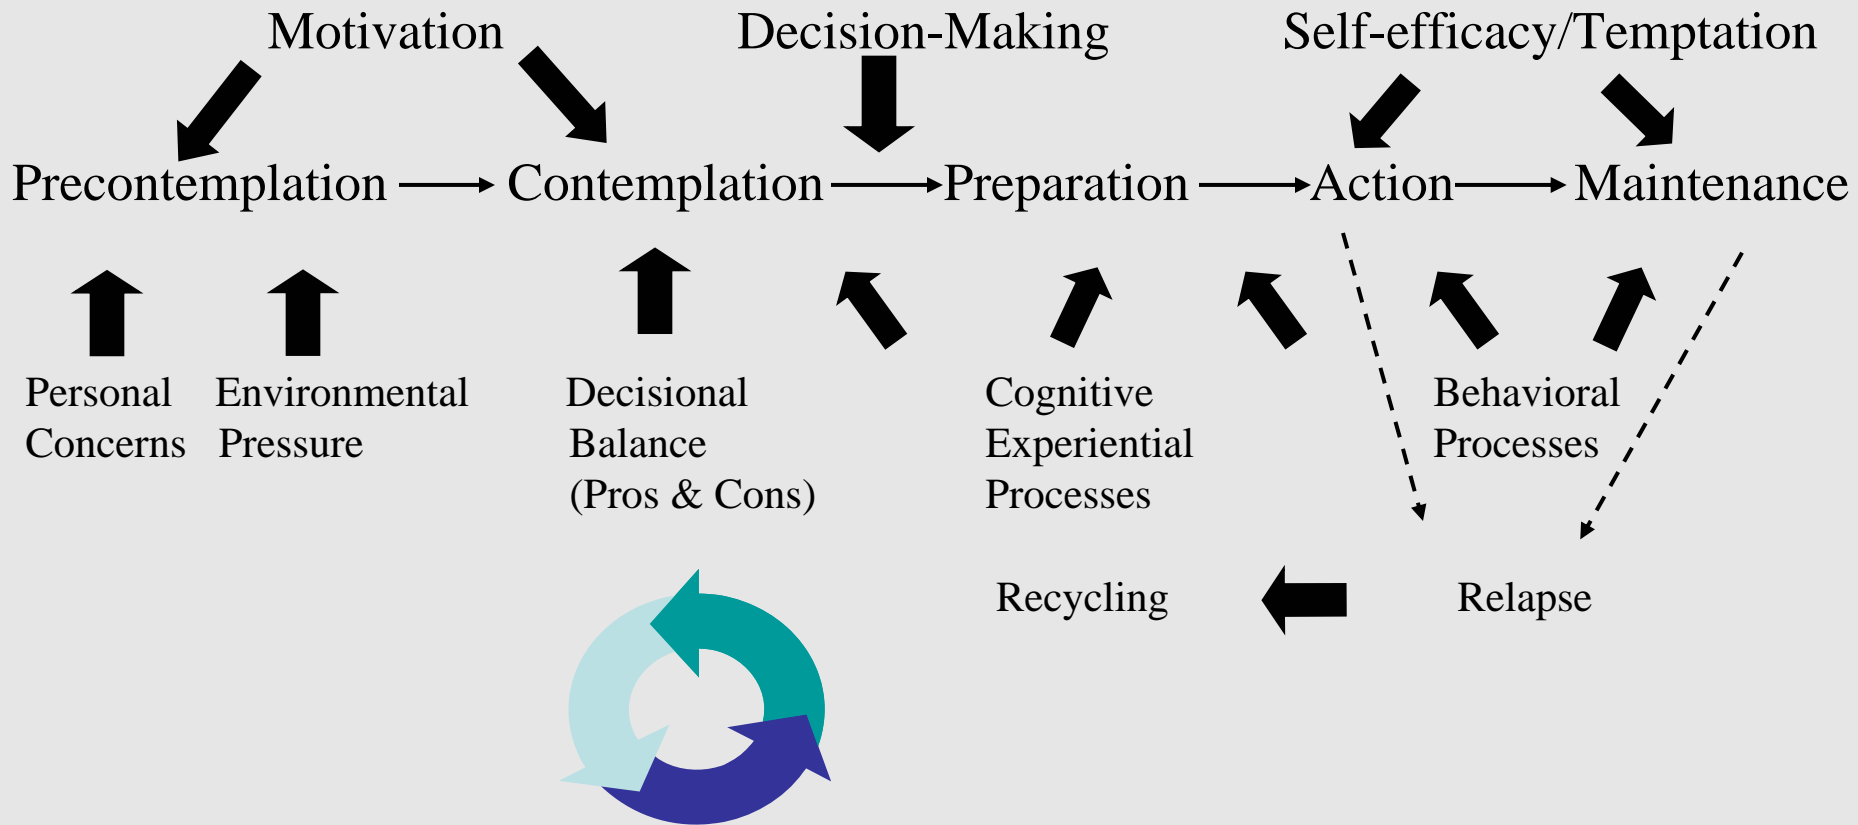 Motivation
Decision-Making
Self-efficacy/Temptation
Precontemplation
Contemplation
Preparation
Action
Maintenance
Personal
Concerns
Environmental
Pressure
Decisional
Balance
(Pros & Cons)
Cognitive
Experiential
Processes
Behavioral
Processes
Recycling
Relapse